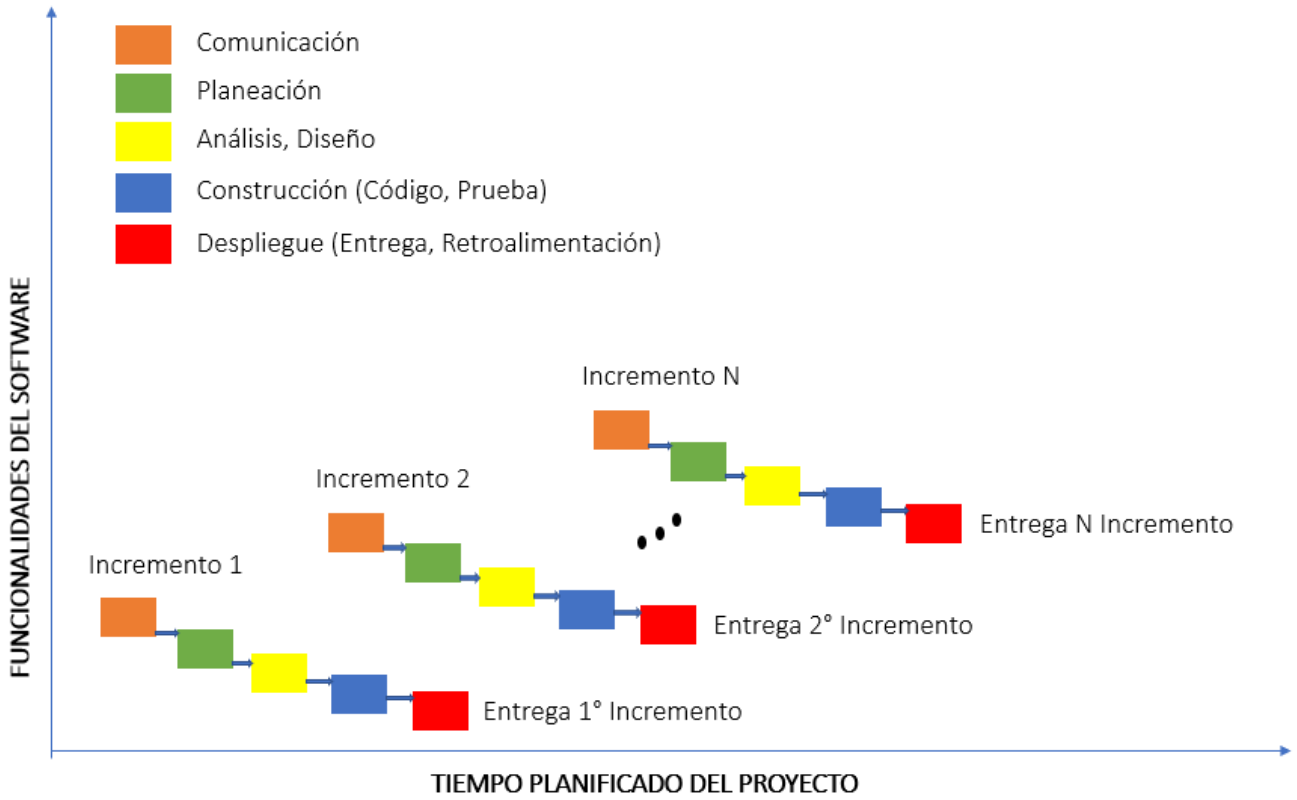 Comunicación
Planeación
Análisis, Diseño
Construcción (Código, Prueba)
Despliegue (Entrega, Retroalimentación)
FUNCIONALIDADES DEL SOFTWARE
Incremento N
Entrega N Incremento
Incremento 2
Entrega 2° Incremento
Incremento 1
Entrega 1° Incremento
TIEMPO PLANIFICADO DEL PROYECTO